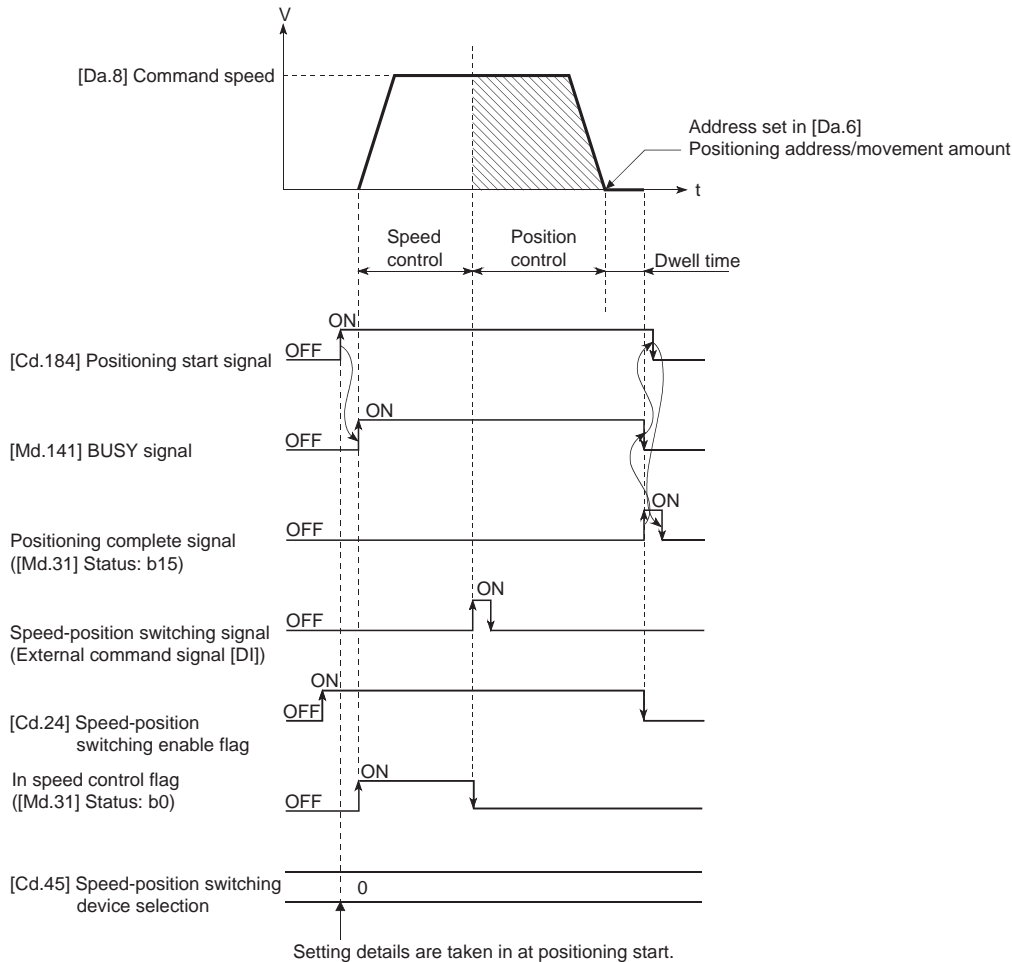 V
[Da.8] Command speed
Address set in [Da.6]
Positioning address/movement amount
t
Speed
control
Position
control
Dwell time
ON
OFF
[Cd.184] Positioning start signal
ON
OFF
[Md.141] BUSY signal
ON
OFF
Positioning complete signal
([Md.31] Status: b15)
ON
OFF
Speed-position switching signal
(External command signal [DI])
ON
OFF
[Cd.24] Speed-position
switching enable flag
ON
In speed control flag
([Md.31] Status: b0)
OFF
[Cd.45] Speed-position switching
device selection
0
Setting details are taken in at positioning start.